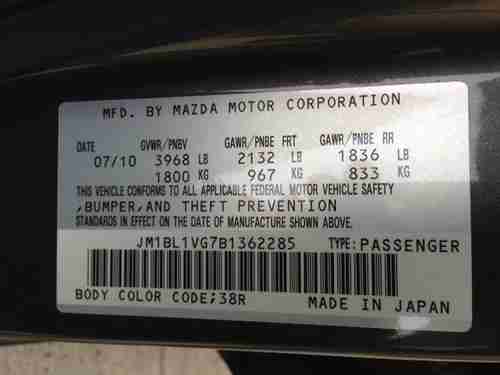 MFD. BY MAZDA MOTOR CORPORATION
DATE GVWR/PNBV GAWR/PNBE FRT GAWR/PNBE RR
07/10 3968 LB 2132 LB 1836 LB
1800 KG 967 KG 833 KG
THIS VEHICLE CONFORMS TO ALL APPLICABLE FEDERAL MOTOR VEHICLE SAFETY
,BUMPER,AND THEFT PREVENTION
STANDARDS IN EFFECT ON THE DATE OF MANUFACTURE SHOWN ABOVE.
JM1BL1VG7B1362285 TYPE:PASSENGER
BODY COLOR CODE;38R MADE IN JAPAN